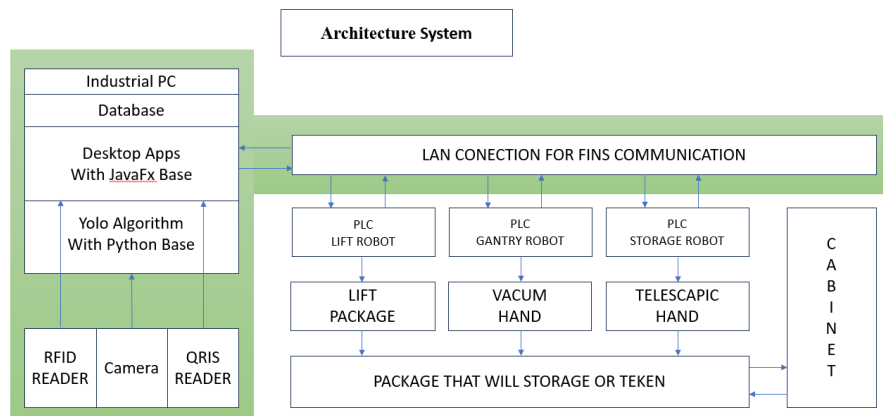 Architecture System
Industrial PC
Database
Desktop Apps
With JavaFx Base
Yolo Algorithm
With Python Base
RFID
READER
Camera
QRIS
READER
LAN CONECTION FOR FINS COMMUNICATION
PLC
LIFT ROBOT
PLC
GANTRY ROBOT
PLC
STORAGE ROBOT
LIFT
PACKAGE
VACUM
HAND
TELESCAPIC
HAND
PACKAGE THAT WILL STORAGE OR TEKEN
C
A
B
I
N
E
T